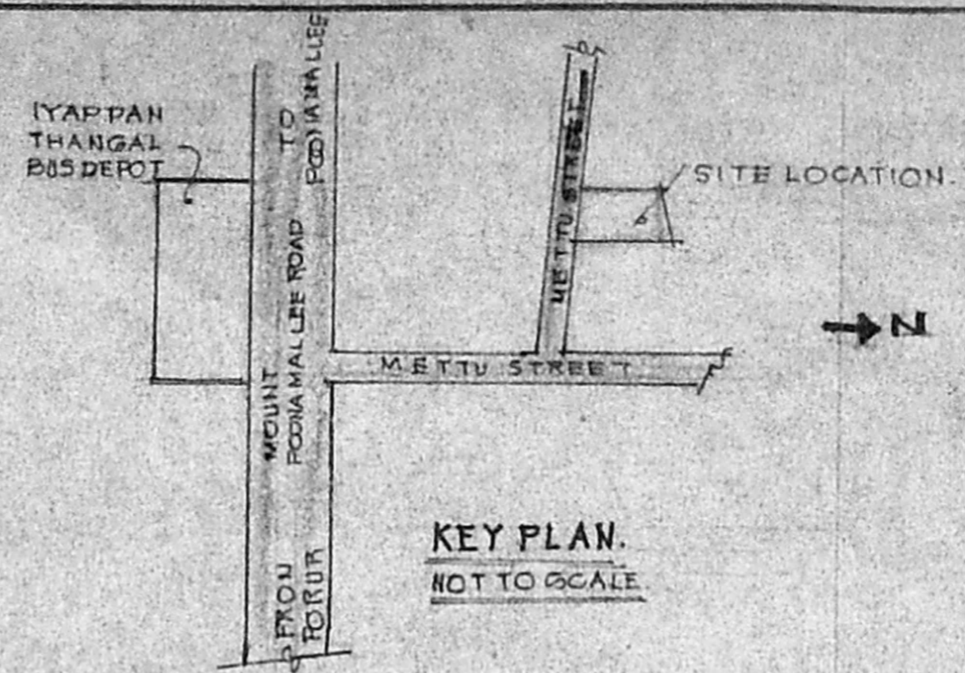 IYAPPAN
THANGAL
BUS DEPOT
MOUNT
POONAMALLEE ROAD
TO
POONAMALLEE
FROM
PORUR
METTU STREET
METTU STREET
SITE LOCATION.
N
KEY PLAN.
NOT TO SCALE.